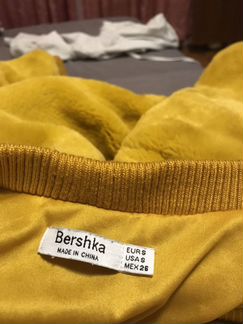 Bershka
MADE IN CHINA
EUR S
USA S
MEX 26